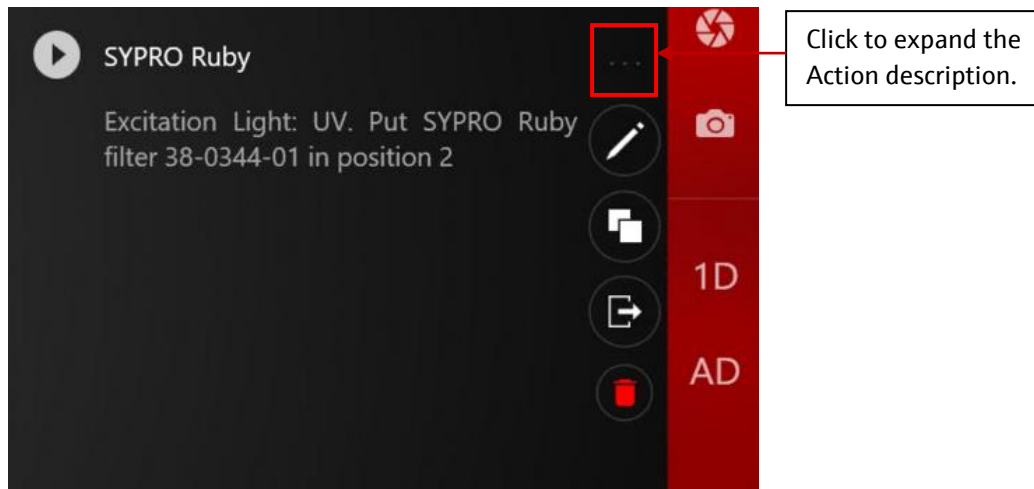 SYPRO Ruby
...
Excitation Light: UV. Put SYPRO Ruby
filter 38-0344-01 in position 2
1D
AD
Click to expand the
Action description.